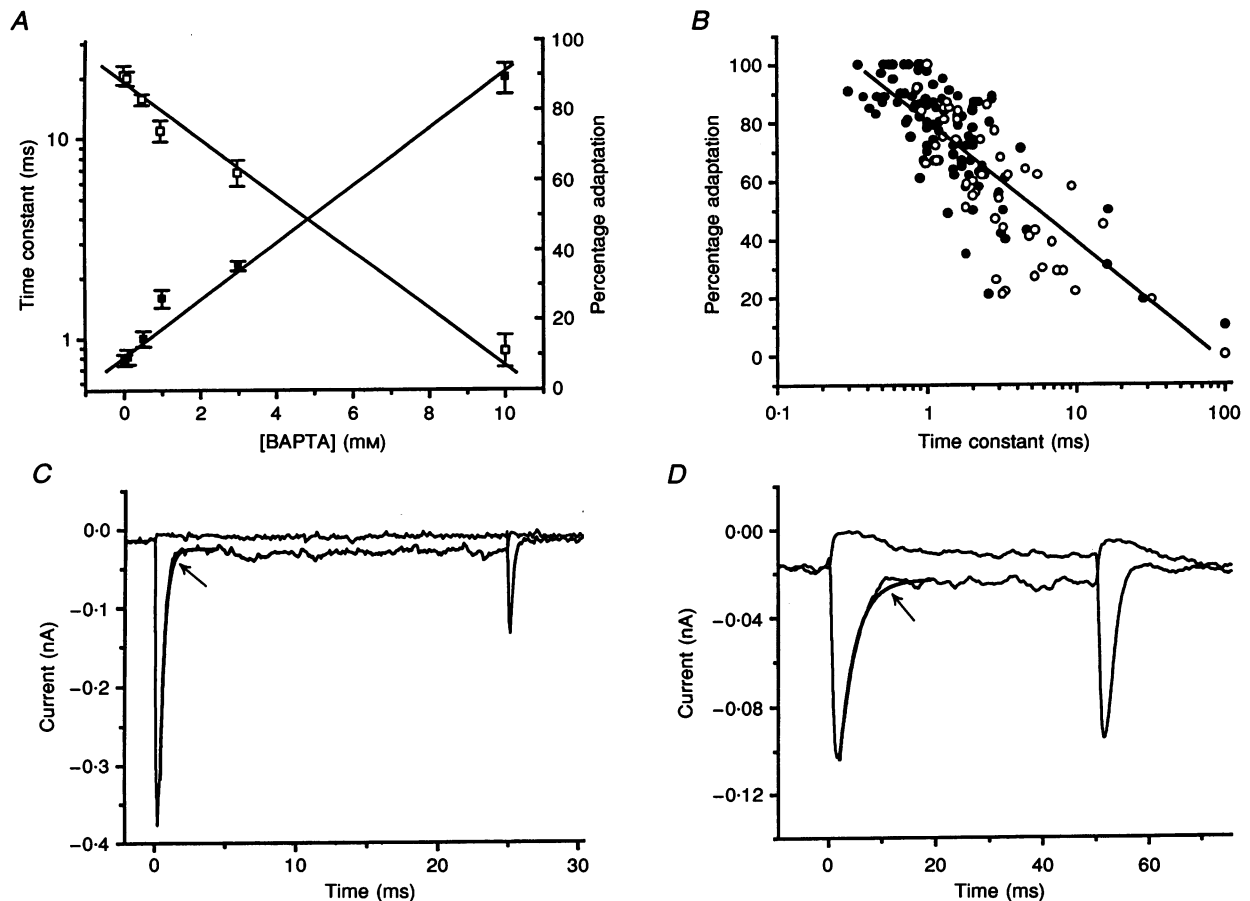 A
Time constant (ms)
10
1
100
80
60
40
20
0
Percentage adaptation
0 2 4 6 8 10
[BAPTA] (mM)
B
Percentage adaptation
100
80
60
40
20
0
0·1 1 10 100
Time constant (ms)
C
Current (nA)
0·0
−0·1
−0·2
−0·3
−0·4
0 10 20 30
Time (ms)
D
Current (nA)
0·00
−0·04
−0·08
−0·12
0 20 40 60
Time (ms)